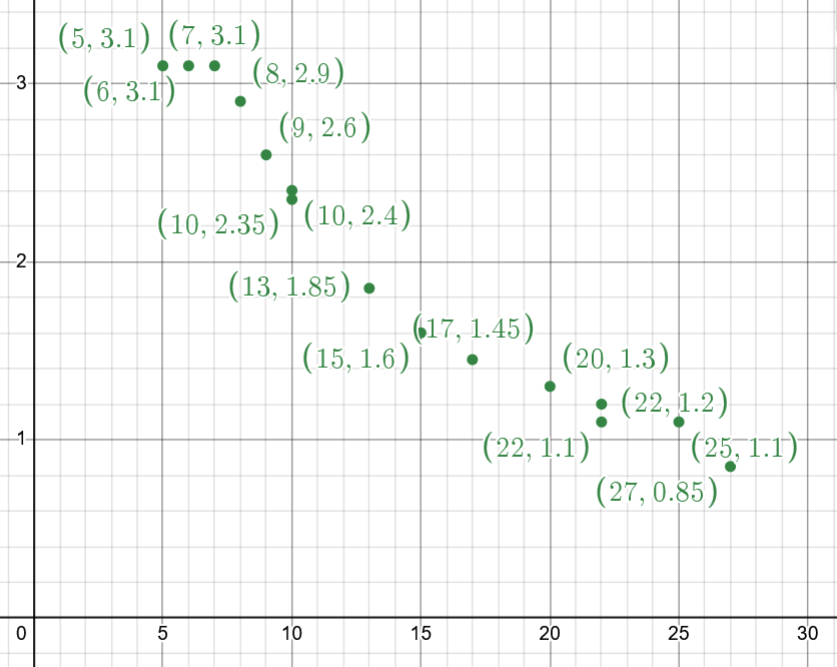 (5, 3.1) (7, 3.1)
(8, 2.9)
3
(6, 3.1)
(9, 2.6)
(10, 2.35) (10, 2.4)
2
(13, 1.85)
(17, 1.45)
(15, 1.6) (20, 1.3)
(22, 1.2)
1
(22, 1.1) (25, 1.1)
(27, 0.85)
0 5 10 15 20 25 30